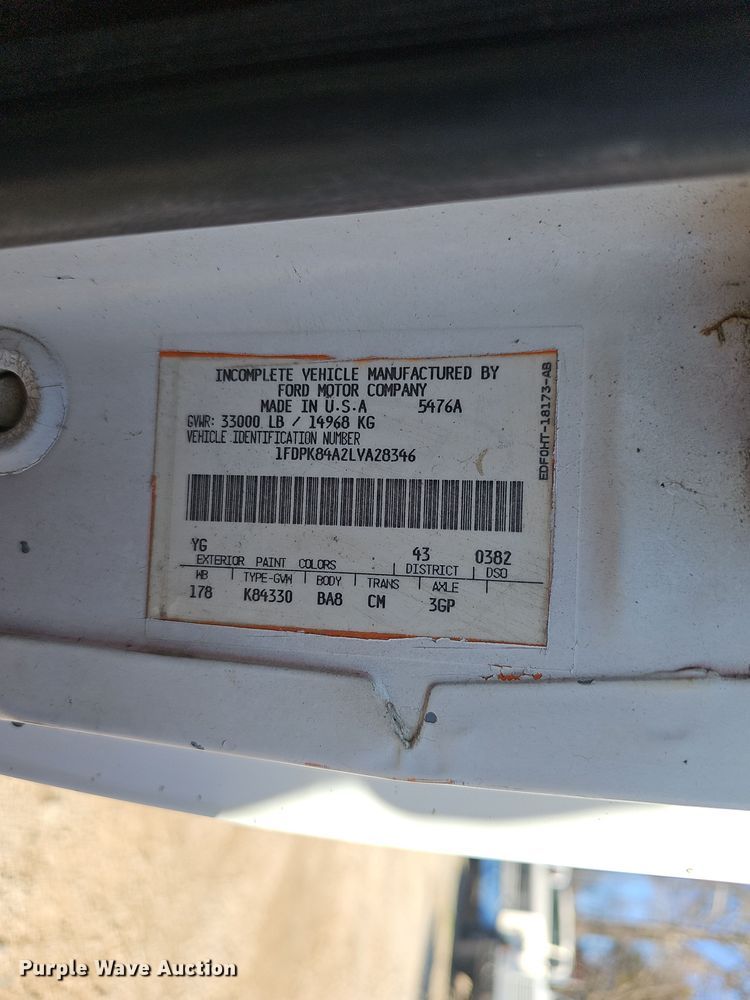 INCOMPLETE VEHICLE MANUFACTURED BY
FORD MOTOR COMPANY
MADE IN U.S.A 5476A
GVWR: 33000 LB / 14968 KG
VEHICLE IDENTIFICATION NUMBER
1FDPK84A2LVA28346
EDF0HT-18173-AB
YG 43 0382
EXTERIOR PAINT COLORS DISTRICT DSO
WB TYPE-GVW BODY TRANS AXLE
178 K84330 BA8 CM 3GP
Purple Wave Auction